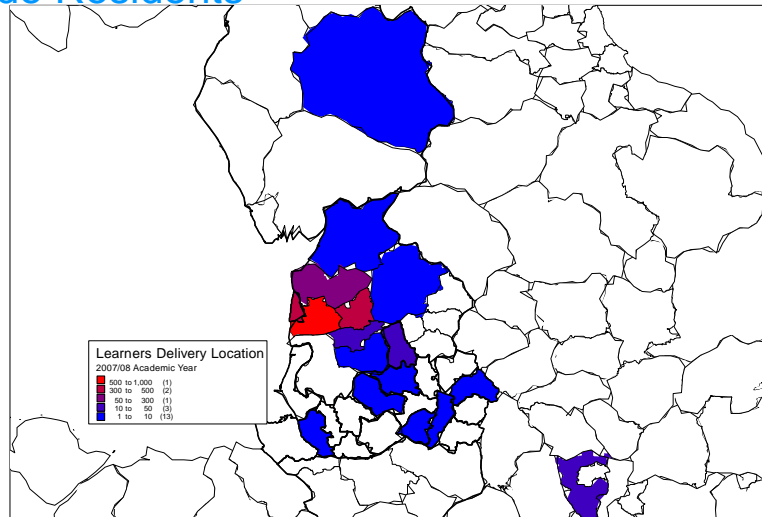 Residents
Learners Delivery Location
2007/08 Academic Year
500 to 1,000 (1)
300 to 500 (2)
50 to 300 (1)
10 to 50 (3)
1 to 10 (13)